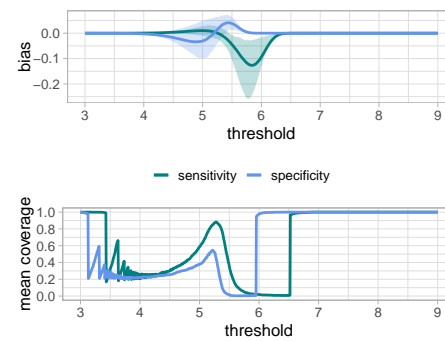 bias
0.0
−0.1
−0.2
3 4 5 6 7 8 9
threshold
sensitivity specificity
mean coverage
1.0
0.8
0.6
0.4
0.2
0.0
3 4 5 6 7 8 9
threshold